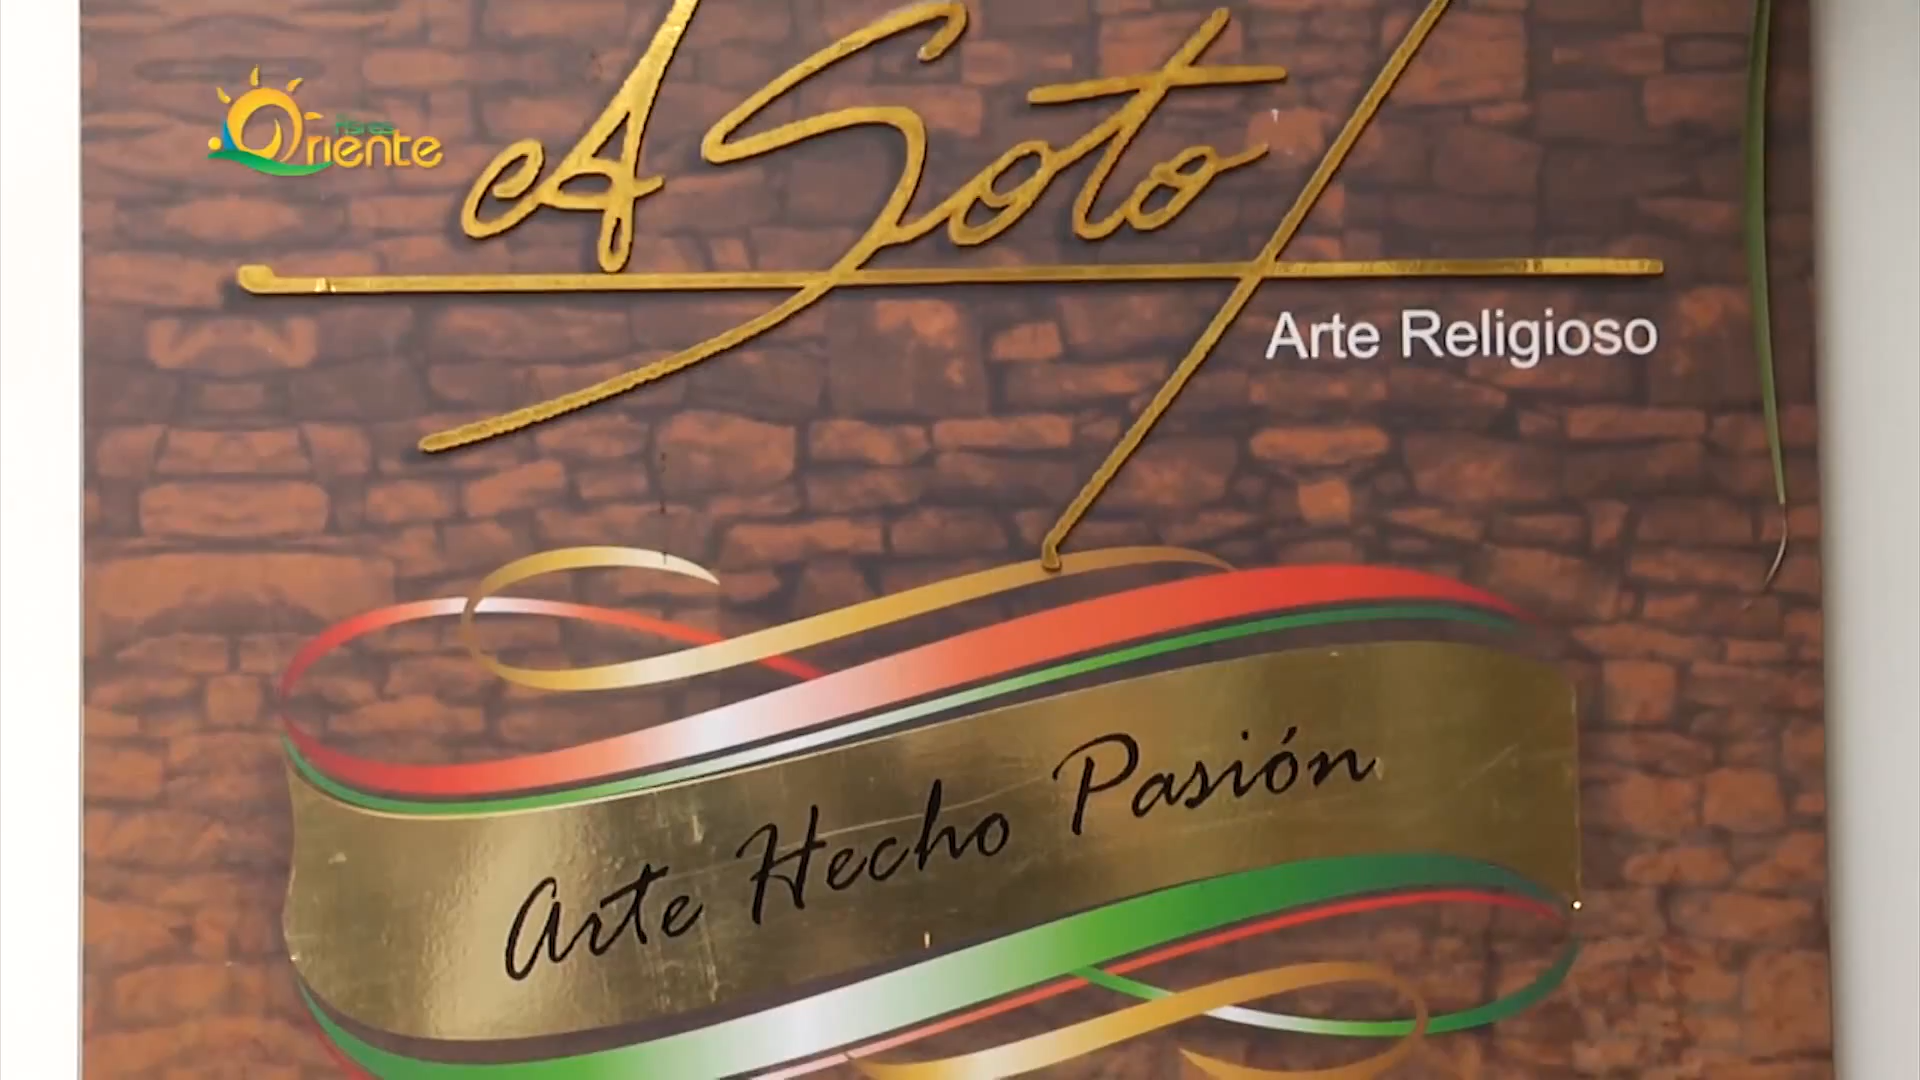 A Soto
Arte Religioso
Arte Hecho Pasión
Oriente